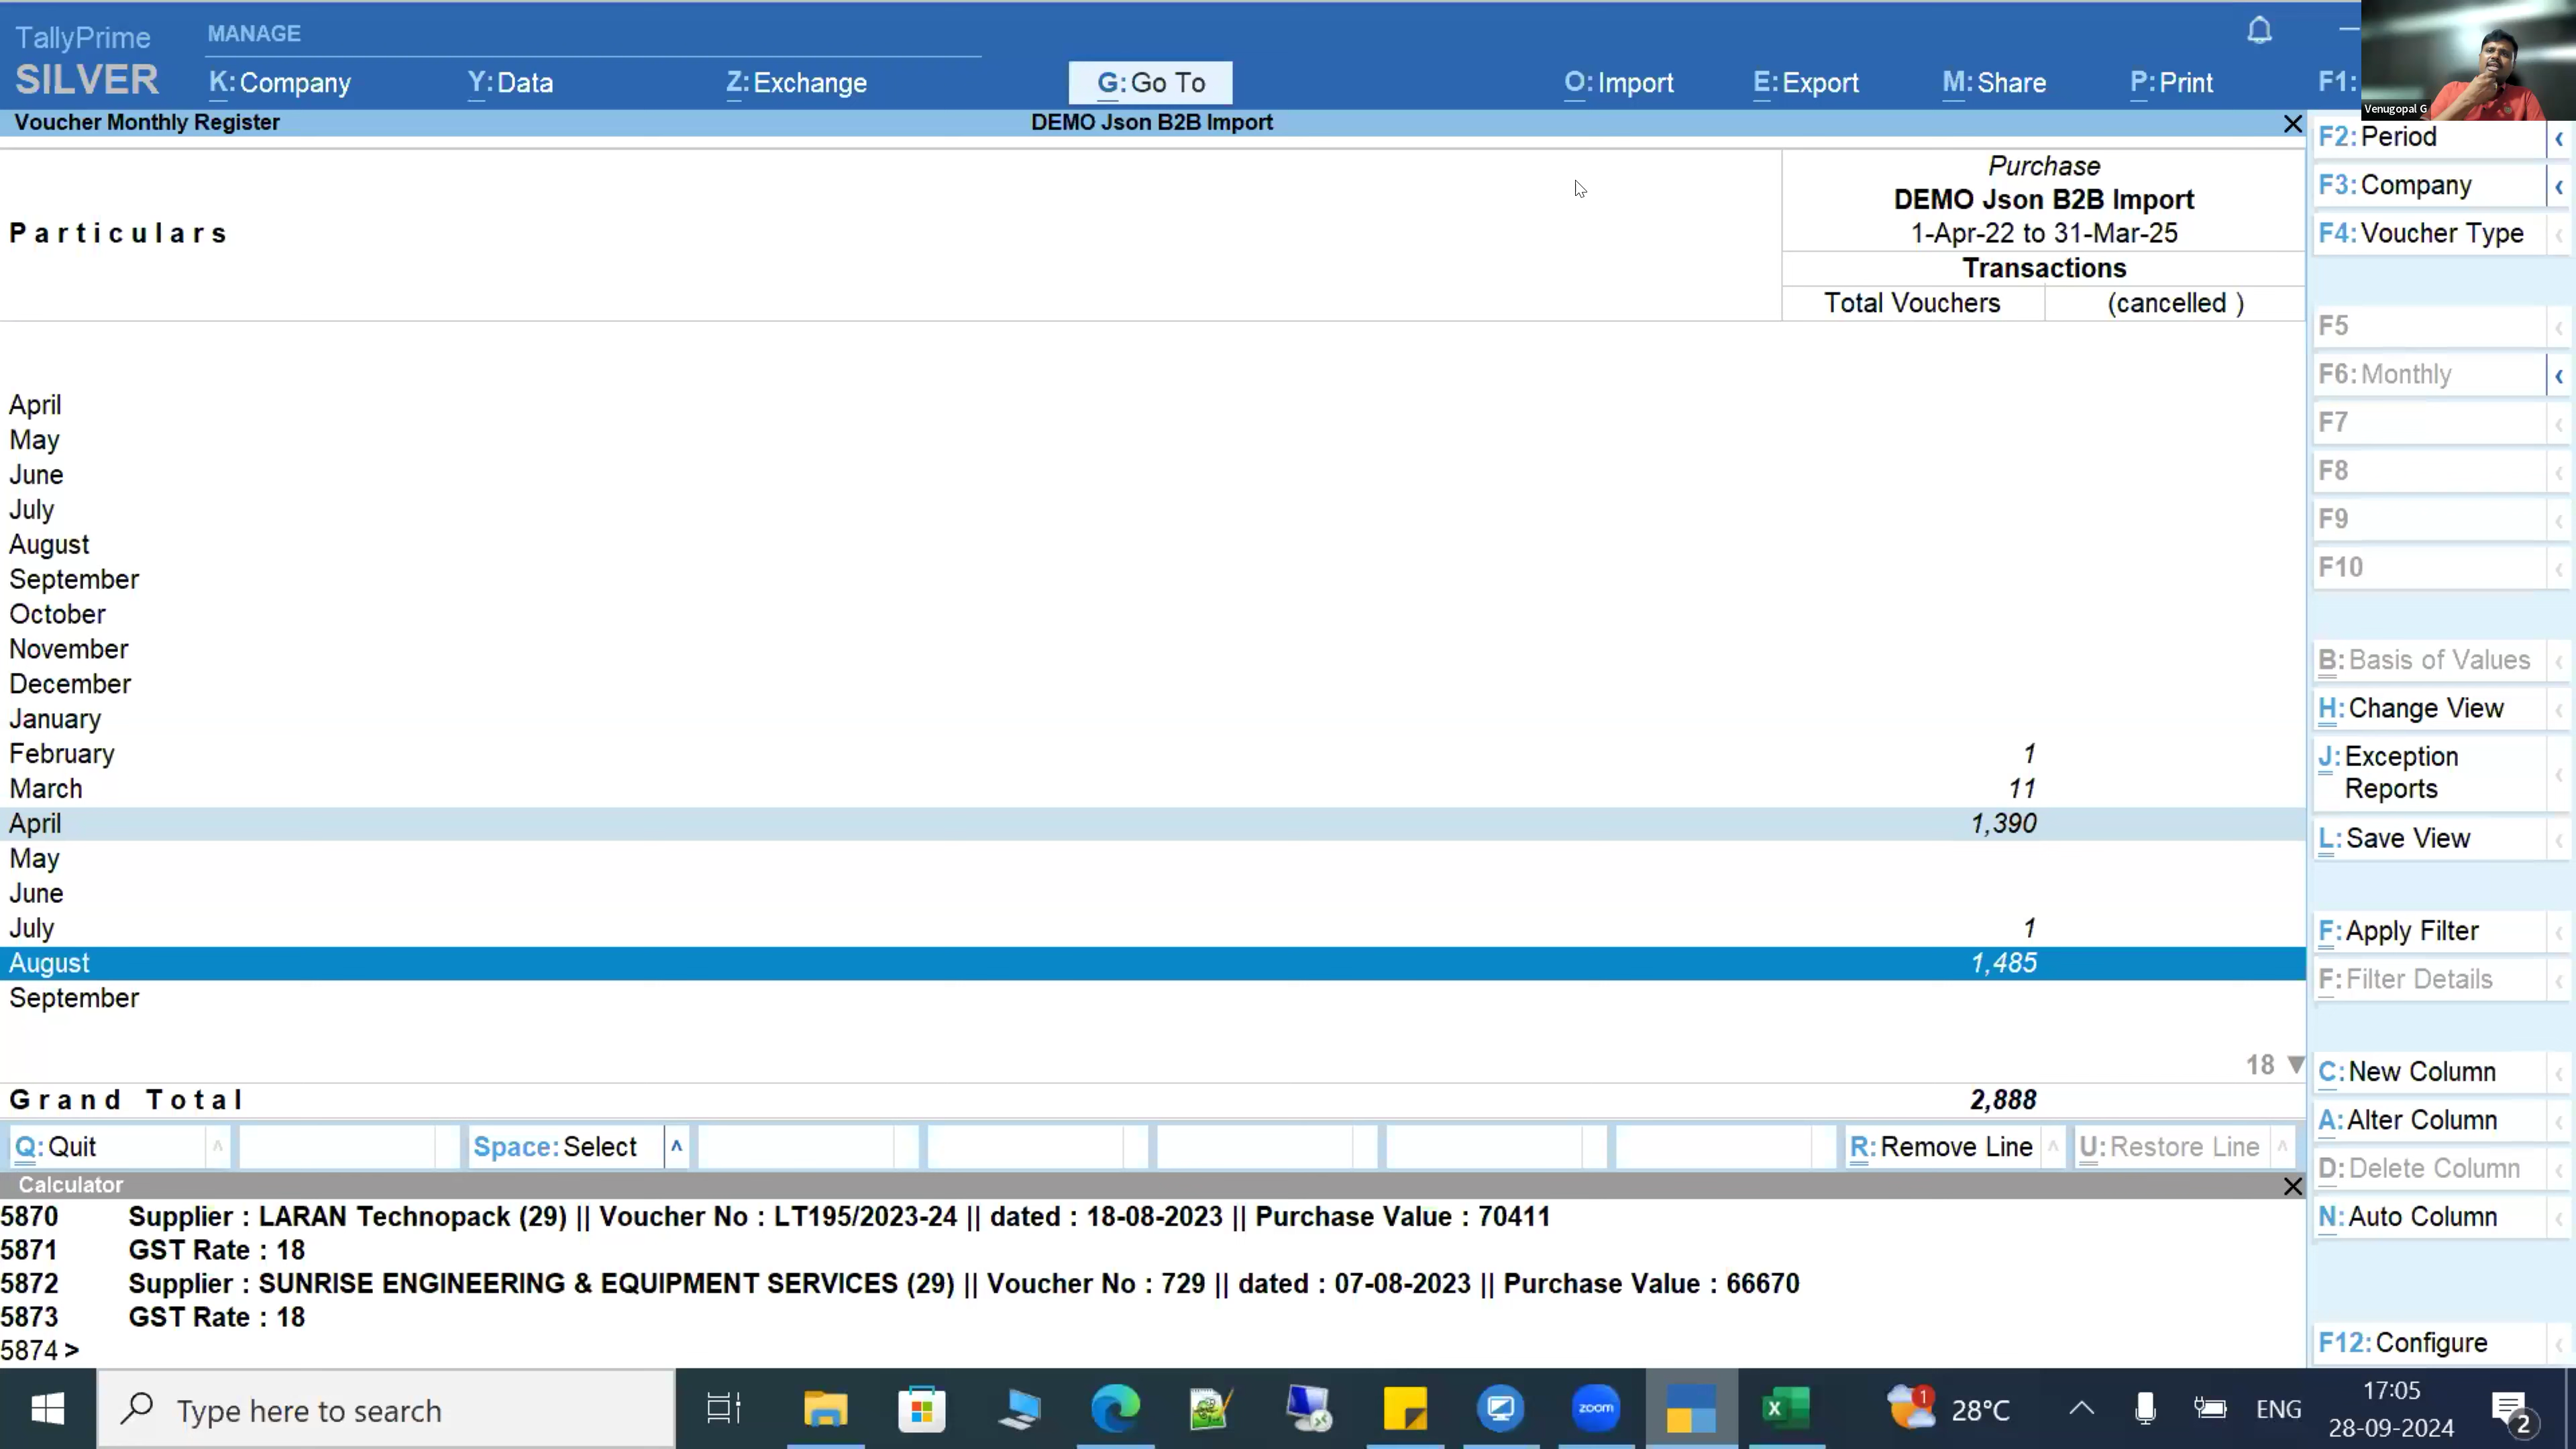 TallyPrime
SILVER
MANAGE
K:Company
Y:Data
Z:Exchange
G:Go To
O:Import
E:Export
M:Share
P:Print
F1:
Venugopal G
Voucher Monthly Register
DEMO Json B2B Import
Particulars
Purchase
DEMO Json B2B Import
1-Apr-22 to 31-Mar-25
Transactions
Total Vouchers (cancelled )
April
May
June
July
August
September
October
November
December
January
February 1
March 11
April 1,390
May
June
July 1
August 1,485
September
18
Grand Total 2,888
Q:Quit
Space:Select
R:Remove Line
U:Restore Line
Calculator
5870 Supplier : LARAN Technopack (29) || Voucher No : LT195/2023-24 || dated : 18-08-2023 || Purchase Value : 70411
5871 GST Rate : 18
5872 Supplier : SUNRISE ENGINEERING & EQUIPMENT SERVICES (29) || Voucher No : 729 || dated : 07-08-2023 || Purchase Value : 66670
5873 GST Rate : 18
5874 >
F2:Period
F3:Company
F4:Voucher Type
F5
F6:Monthly
F7
F8
F9
F10
B:Basis of Values
H:Change View
J:Exception
Reports
L:Save View
F:Apply Filter
F:Filter Details
C:New Column
A:Alter Column
D:Delete Column
N:Auto Column
F12:Configure
Type here to search
zoom
1
28°C
ENG
17:05
28-09-2024
2